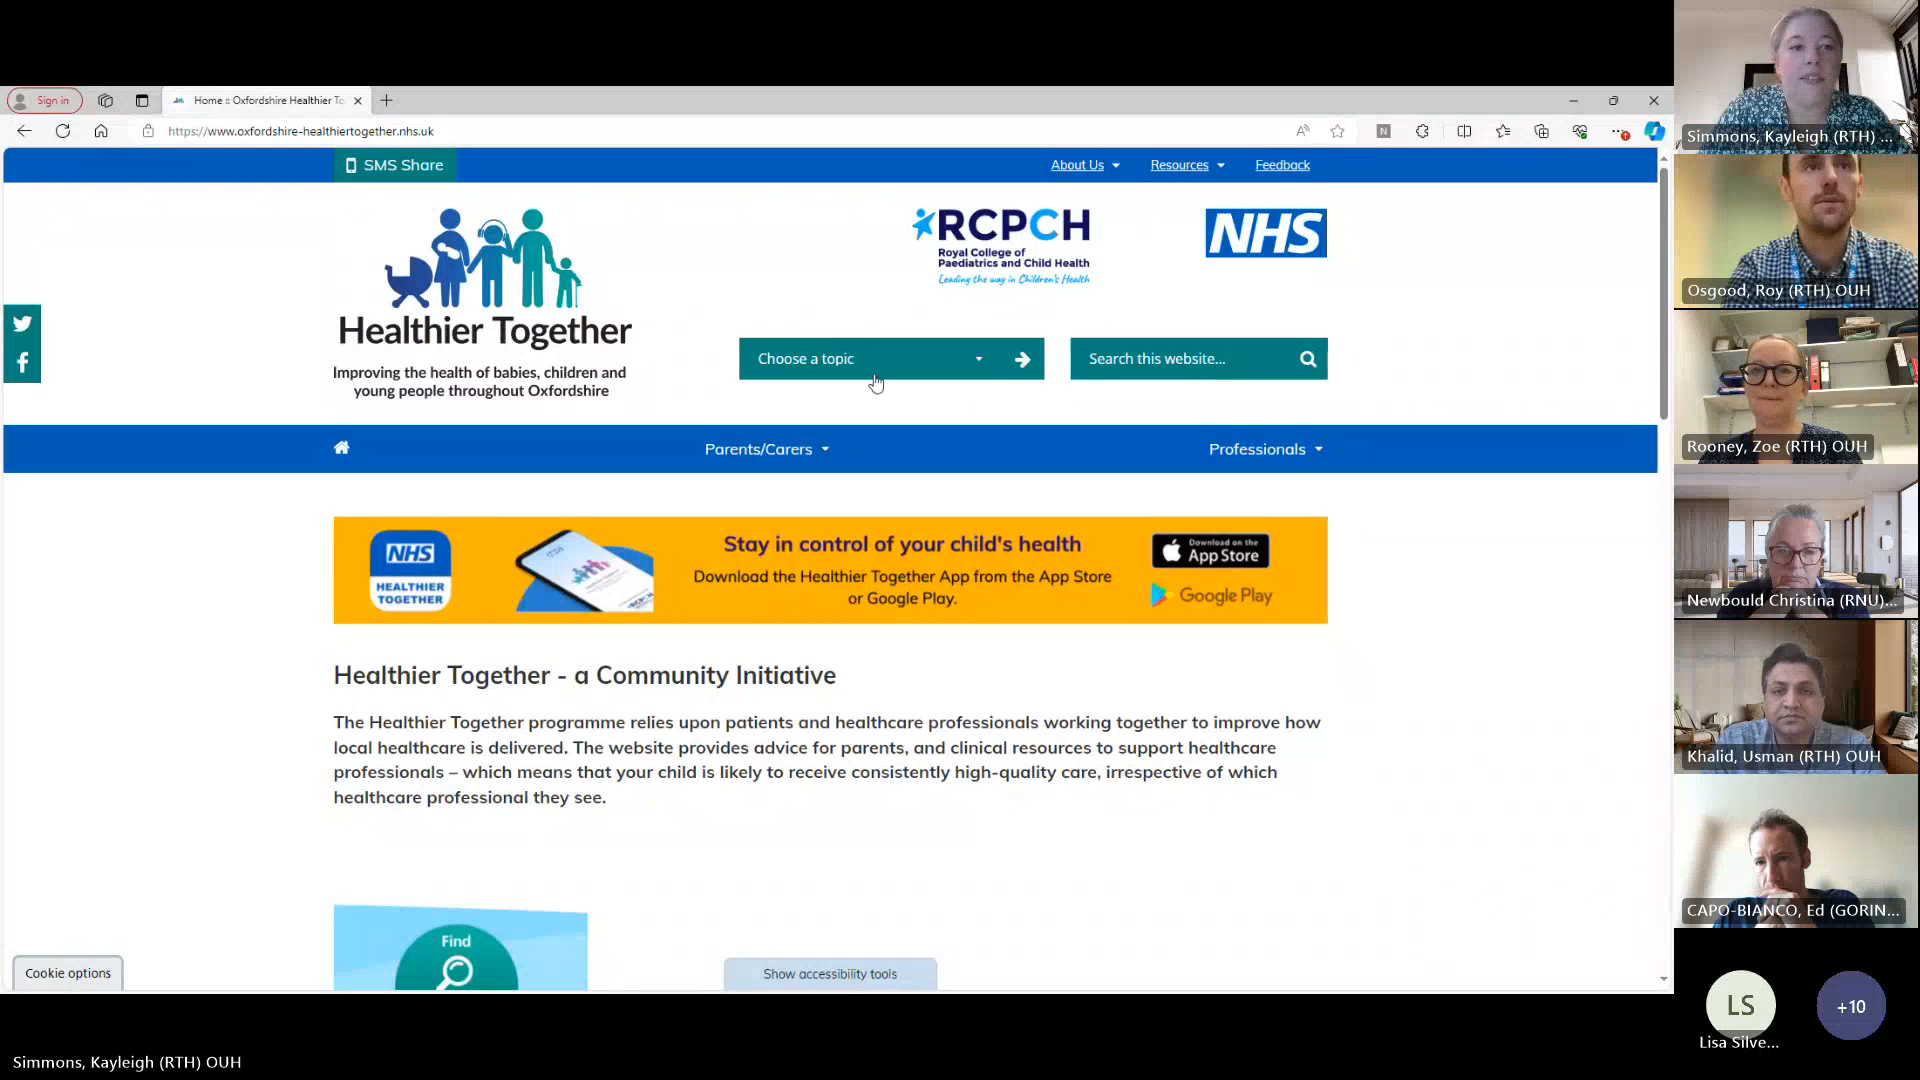 Sign in
Home :: Oxfordshire Healthier To
https://www.oxfordshire-healthiertogether.nhs.uk
SMS Share
About Us
Resources
Feedback
RCPCH
Royal College of
Paediatrics and Child Health
Leading the way in Children's Health
NHS
Healthier Together
Improving the health of babies, children and
young people throughout Oxfordshire
Choose a topic
Search this website...
Parents/Carers
Professionals
NHS
HEALTHIER
TOGETHER
Stay in control of your child's health
Download the Healthier Together App from the App Store
or Google Play.
Download on the
App Store
Google Play
Healthier Together - a Community Initiative
The Healthier Together programme relies upon patients and healthcare professionals working together to improve how
local healthcare is delivered. The website provides advice for parents, and clinical resources to support healthcare
professionals – which means that your child is likely to receive consistently high-quality care, irrespective of which
healthcare professional they see.
Find
Cookie options
Show accessibility tools
Simmons, Kayleigh (RTH) OUH
Simmons, Kayleigh (RTH) ...
Osgood, Roy (RTH) OUH
Rooney, Zoe (RTH) OUH
Newbould Christina (RNU)...
Khalid, Usman (RTH) OUH
CAPO-BIANCO, Ed (GORIN...
LS
+10
Lisa Silve...